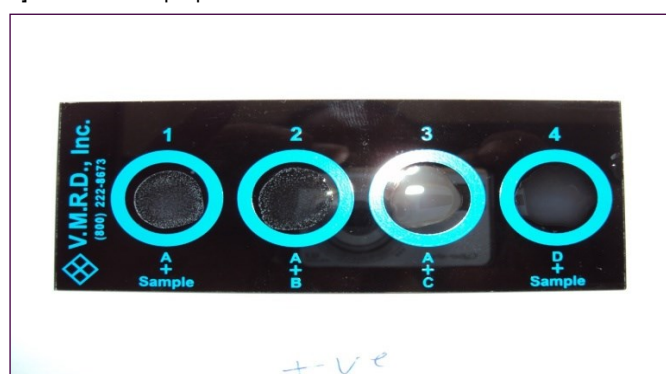 V.M.R.D., Inc.
(800) 222-8673
1
2
3
4
A
+
Sample
A
+
B
A
+
C
D
+
Sample
+ve